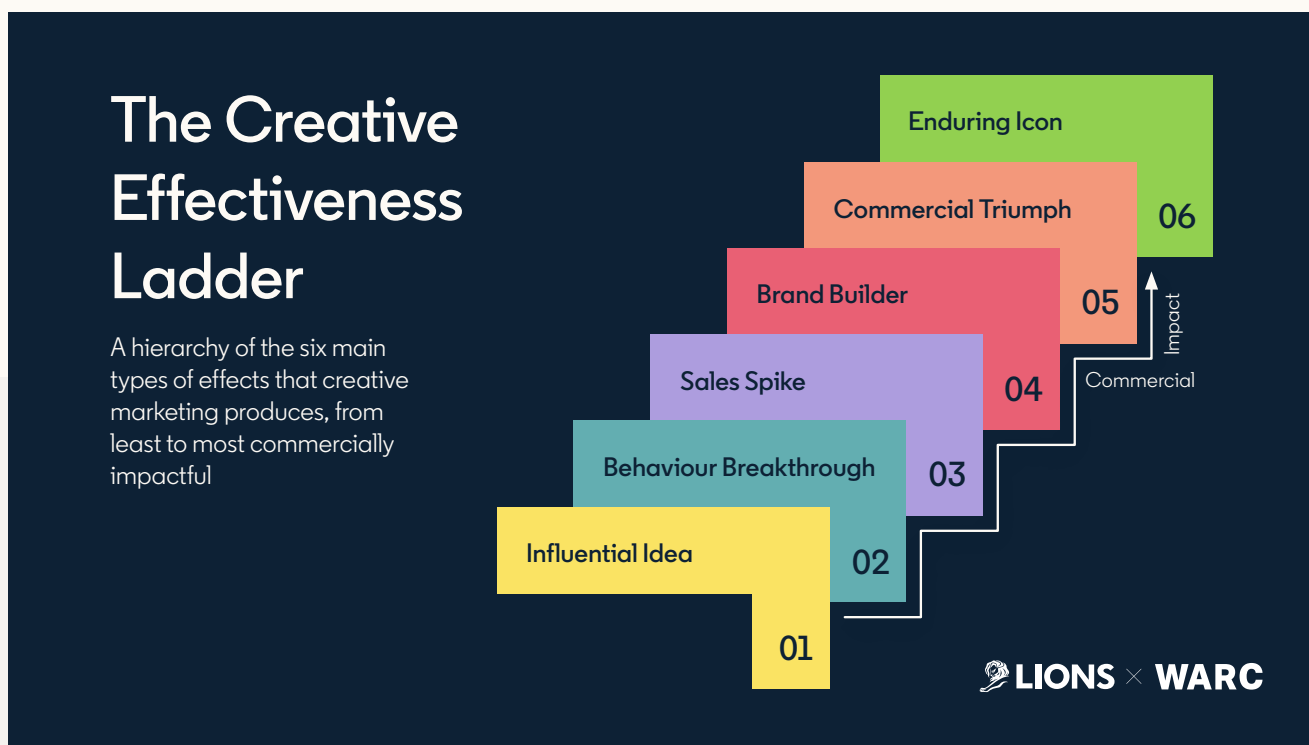 The Creative
Effectiveness
Ladder
A hierarchy of the six main
types of effects that creative
marketing produces, from
least to most commercially
impactful
Enduring Icon
06
Commercial Triumph
05
Brand Builder
04
Sales Spike
03
Behaviour Breakthrough
02
Influential Idea
01
Impact
Commercial
LIONS × WARC